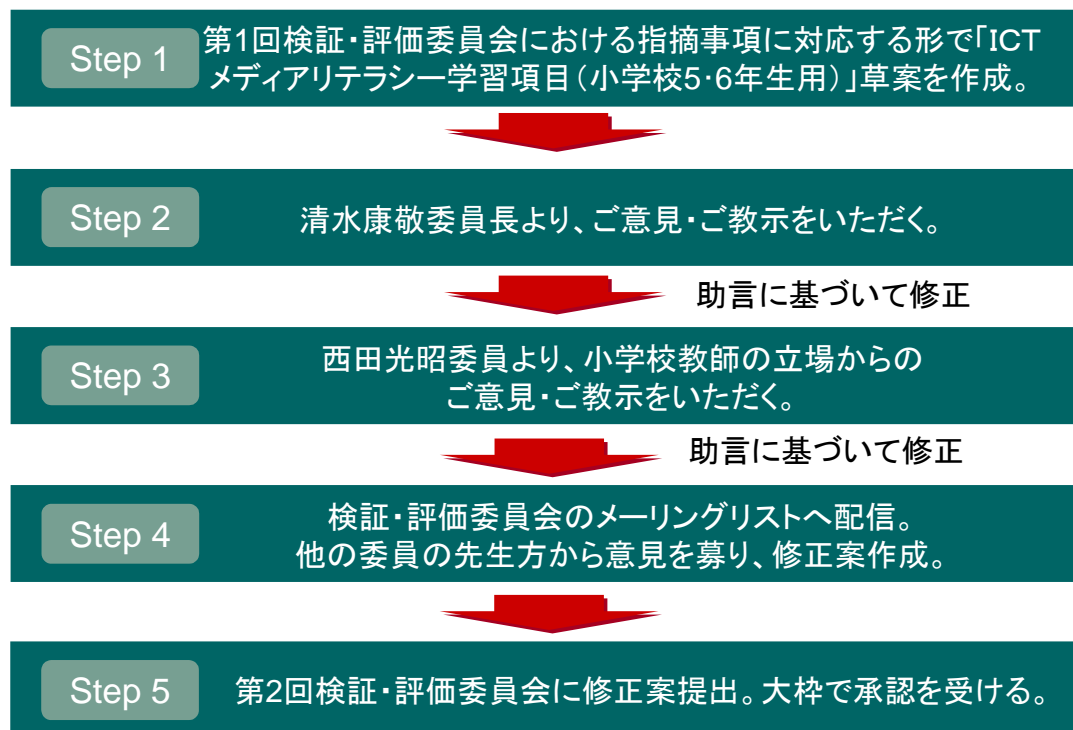 Step 1
第1回検証・評価委員会における指摘事項に対応する形で「ICT
メディアリテラシー学習項目（小学校5・6年生用）」草案を作成。
Step 2
清水康敬委員長より、ご意見・ご教示をいただく。
助言に基づいて修正
Step 3
西田光昭委員より、小学校教師の立場からの
ご意見・ご教示をいただく。
助言に基づいて修正
Step 4
検証・評価委員会のメーリングリストへ配信。
他の委員の先生方から意見を募り、修正案作成。
Step 5
第2回検証・評価委員会に修正案提出。大枠で承認を受ける。